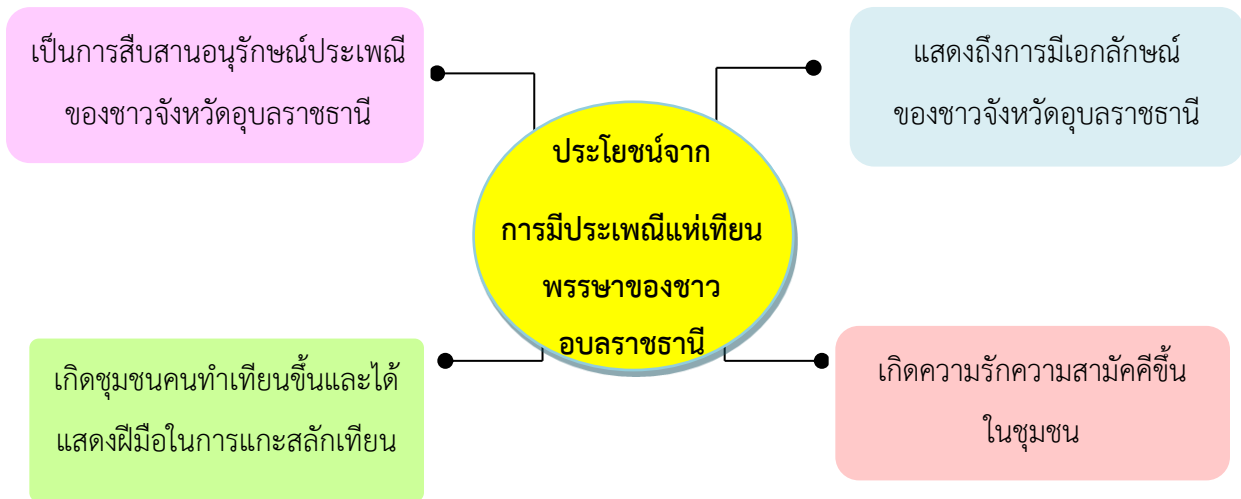 เป็นการสืบสานอนุรักษณ์ประเพณี
ของชาวจังหวัดอุบลราชธานี
แสดงถึงการมีเอกลักษณ์
ของชาวจังหวัดอุบลราชธานี
ประโยชน์จาก
การมีประเพณีแห่เทียน
พรรษาของชาว
อบลราชธานี
เกิดชุมชนคนทำเทียนขึ้นและได้
แสดงฝีมือในการแกะสลักเทียน
เกิดความรักความสามัคคีขึ้น
ในชุมชน